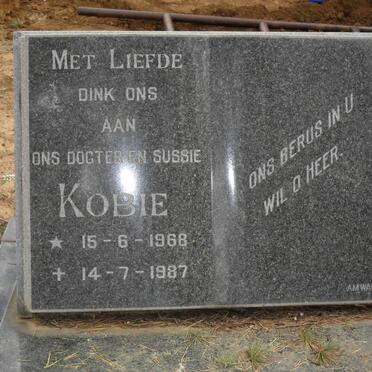 MET LIEFDE
DINK ONS
AAN
ONS DOGTER EN SUSSIE
KOBIE
★ 15-6-1968
+ 14-7-1987
ONS BERUS IN U
WIL O HEER.
AMWA